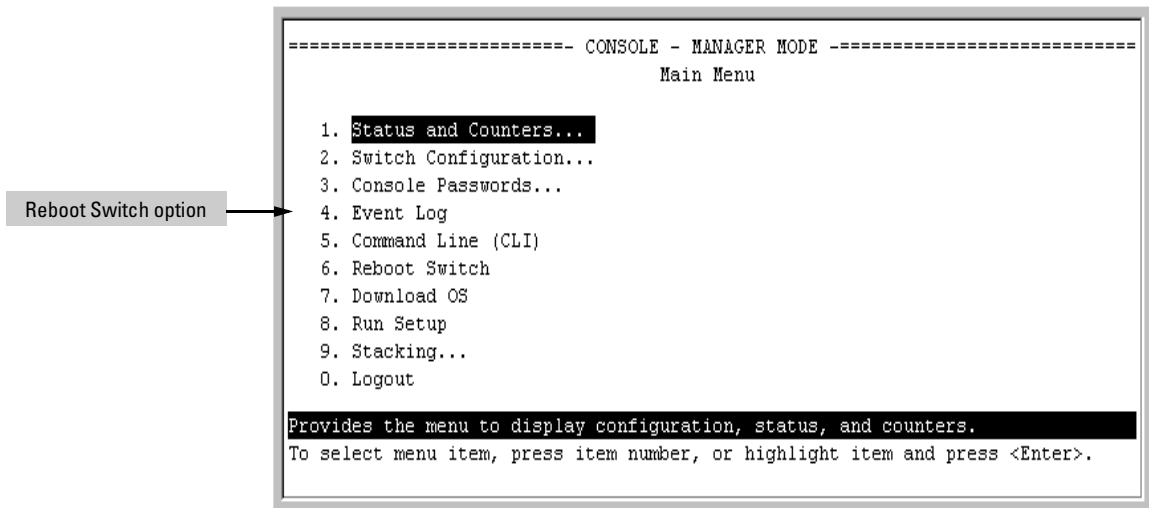 ==========================- CONSOLE - MANAGER MODE -============================
Main Menu
1. Status and Counters...
2. Switch Configuration...
3. Console Passwords...
Reboot Switch option
4. Event Log
5. Command Line (CLI)
6. Reboot Switch
7. Download OS
8. Run Setup
9. Stacking...
0. Logout
Provides the menu to display configuration, status, and counters.
To select menu item, press item number, or highlight item and press <Enter>.